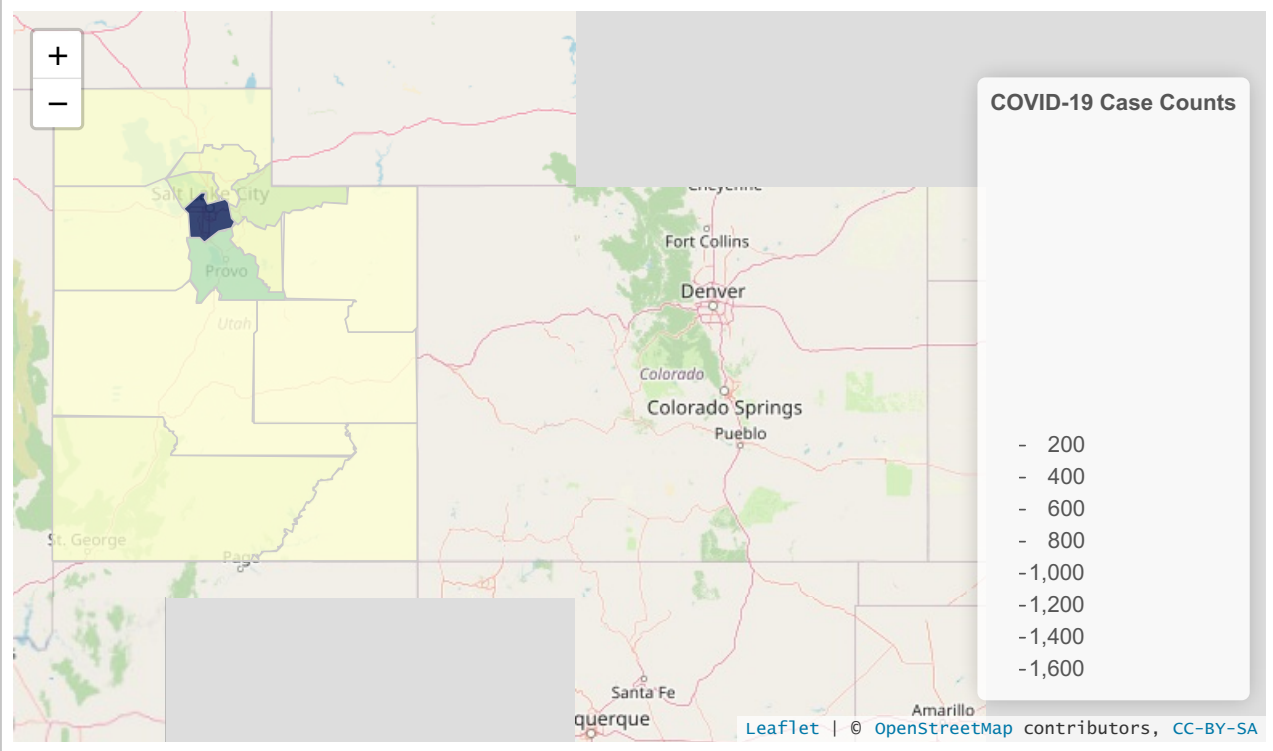 +
−
COVID-19 Case Counts
Cheyenne
Salt Lake City
Fort Collins
Provo
Denver
Utah
Colorado
Colorado Springs
Pueblo
- 200
- 400
- 600
- 800
-1,000
-1,200
-1,400
-1,600
St. George
Page
Santa Fe
querque
Amarillo
Leaflet | © OpenStreetMap contributors, CC-BY-SA